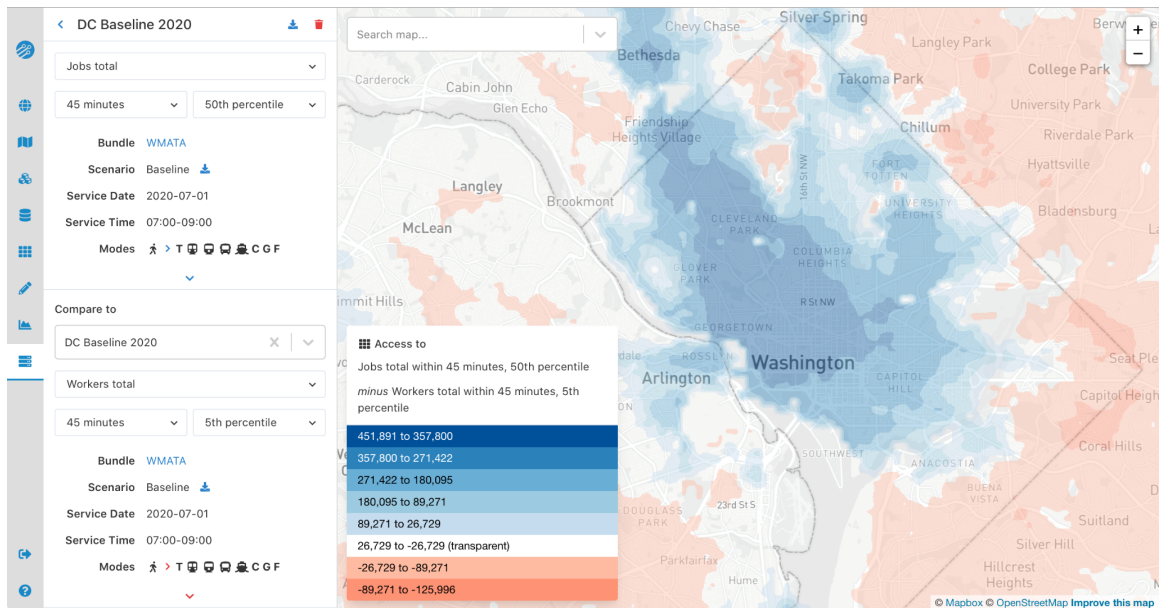 DC Baseline 2020
Jobs total
45 minutes
50th percentile
Bundle WMATA
Scenario Baseline
Service Date 2020-07-01
Service Time 07:00-09:00
Modes > T C G F
Compare to
DC Baseline 2020
Workers total
45 minutes
5th percentile
Bundle WMATA
Scenario Baseline
Service Date 2020-07-01
Service Time 07:00-09:00
Modes > T C G F
Search map...
+
−
Silver Spring
Chevy Chase
Langley Park
Bethesda
College Park
Carderock
Cabin John
Takoma Park
Glen Echo
University Park
Friendship
Heights Village
Chillum
Riverdale Park
16th St NW
FORT
TOTTEN
Hyattsville
Langley
Brookmont
UNIVERSITY
HEIGHTS
Bladensburg
McLean
CLEVELAND
PARK
COLUMBIA
HEIGHTS
GLOVER
PARK
R St NW
GEORGETOWN
ROSSLYN
Washington
Seat Ple
Arlington
CAPITOL
HILL
Capitol Heigh
Coral Hills
SOUTHWEST
ANACOSTIA
BUENA
VISTA
DOUGLASS
PARK
23rd St S
Suitland
Silver Hill
Parkfairfax
Hume
Hillcrest
Heights
Access to
Jobs total within 45 minutes, 50th percentile
minus Workers total within 45 minutes, 5th
percentile
451,891 to 357,800
357,800 to 271,422
271,422 to 180,095
180,095 to 89,271
89,271 to 26,729
26,729 to -26,729 (transparent)
-26,729 to -89,271
-89,271 to -125,996
© Mapbox © OpenStreetMap Improve this map